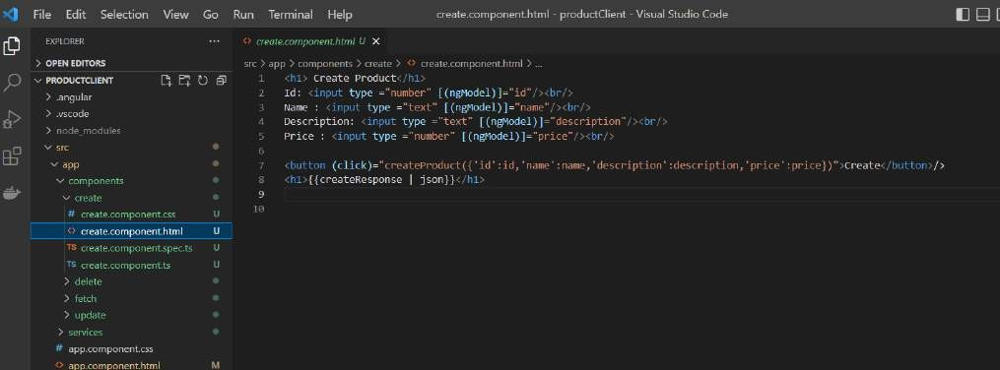 File Edit Selection View Go Run Terminal Help create.component.html - productClient - Visual Studio Code
EXPLORER ...
OPEN EDITORS
PRODUCTCLIENT
.angular
.vscode
node_modules
src
app
components
create
# create.component.css U
<> create.component.html U
TS create.component.spec.ts U
TS create.component.ts U
delete
fetch
update
services
# app.component.css
<> app.component.html M
<> create.component.html U ×
src > app > components > create > <> create.component.html > ...
1 <h1> Create Product</h1>
2 Id: <input type ="number" [(ngModel)]="id"/><br/>
3 Name : <input type ="text" [(ngModel)]="name"/><br/>
4 Description: <input type ="text" [(ngModel)]="description"/><br/>
5 Price : <input type ="number" [(ngModel)]="price"/><br/>
6
7 <button (click)="createProduct({'id':id,'name':name,'description':description,'price':price})">Create</button>/>
8 <h1>{{createResponse | json}}</h1>
9
10